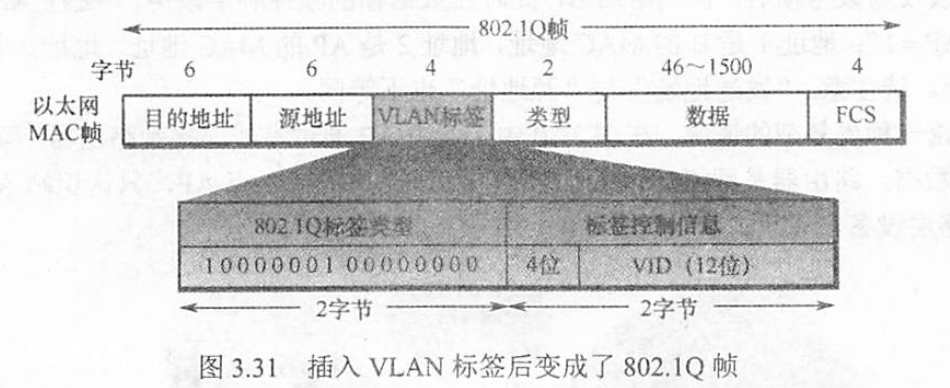 802.1Q帧
字节 6 6 4 2 46～1500 4
以太网
MAC帧
目的地址 源地址 VLAN标签 类型 数据 FCS
802.1Q标签类型 标签控制信息
10000001 00000000 4位 VID（12位）
2字节 2字节
图 3.31 插入 VLAN 标签后变成了 802.1Q 帧